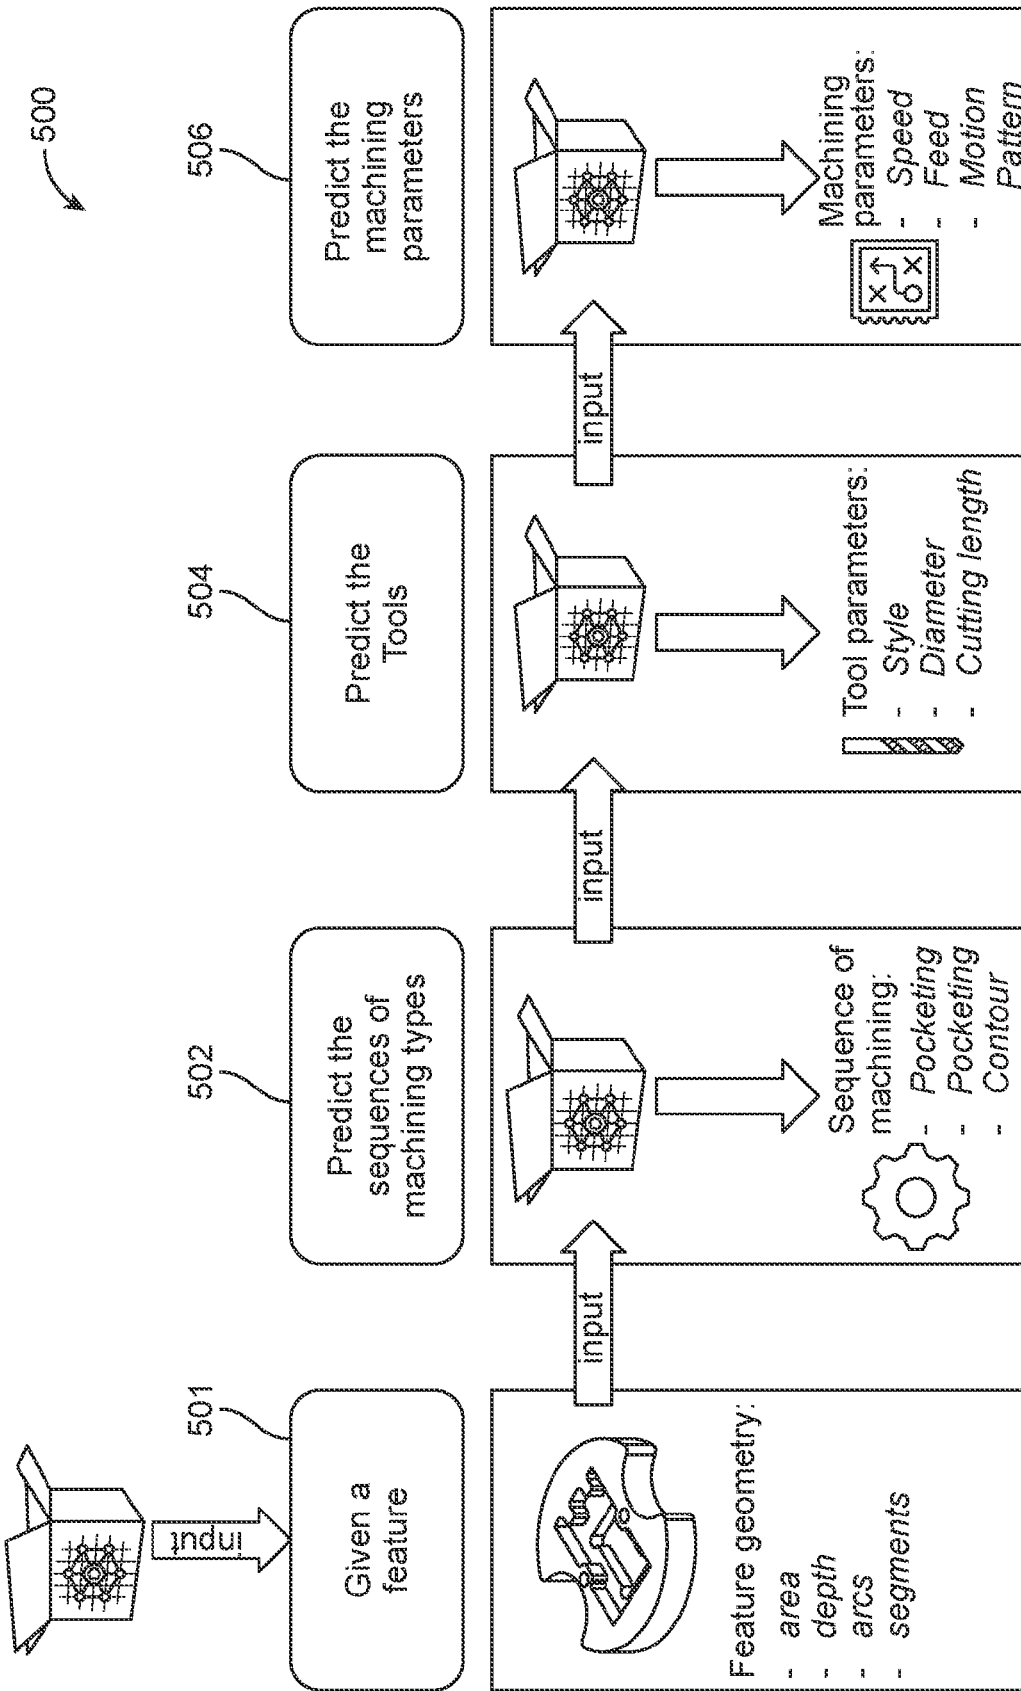 500
501
502
504
506
input
Given a
feature
Predict the
sequences of
machining types
Predict the
Tools
Predict the
machining
parameters
Feature geometry:
- area
- depth
- arcs
- segments
input
Sequence of
machining:
- Pocketing
- Pocketing
- Contour
input
Tool parameters:
- Style
- Diameter
- Cutting length
input
Machining
parameters:
- Speed
- Feed
- Motion
Pattern
X
X